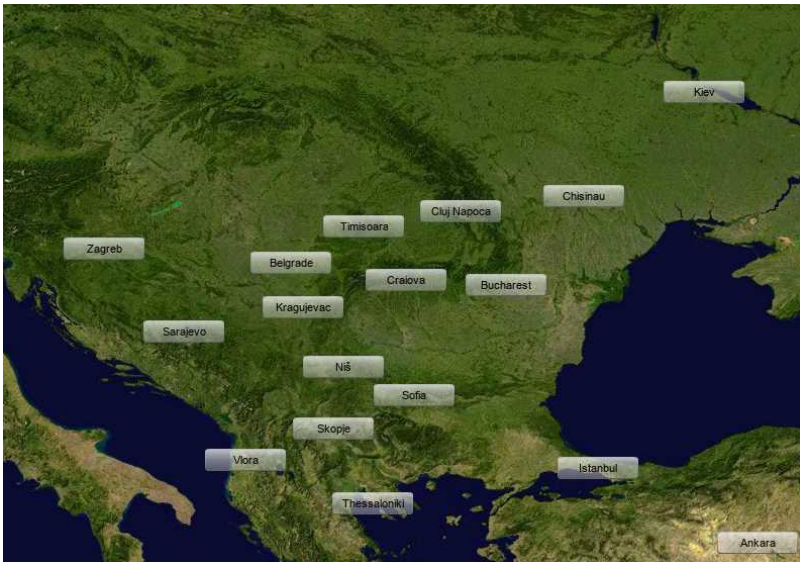 Kiev
Chisinau
Cluj Napoca
Timisoara
Zagreb
Belgrade
Craiova
Bucharest
Kragujevac
Sarajevo
Niš
Sofia
Skopje
Vlora
Istanbul
Thessaloniki
Ankara